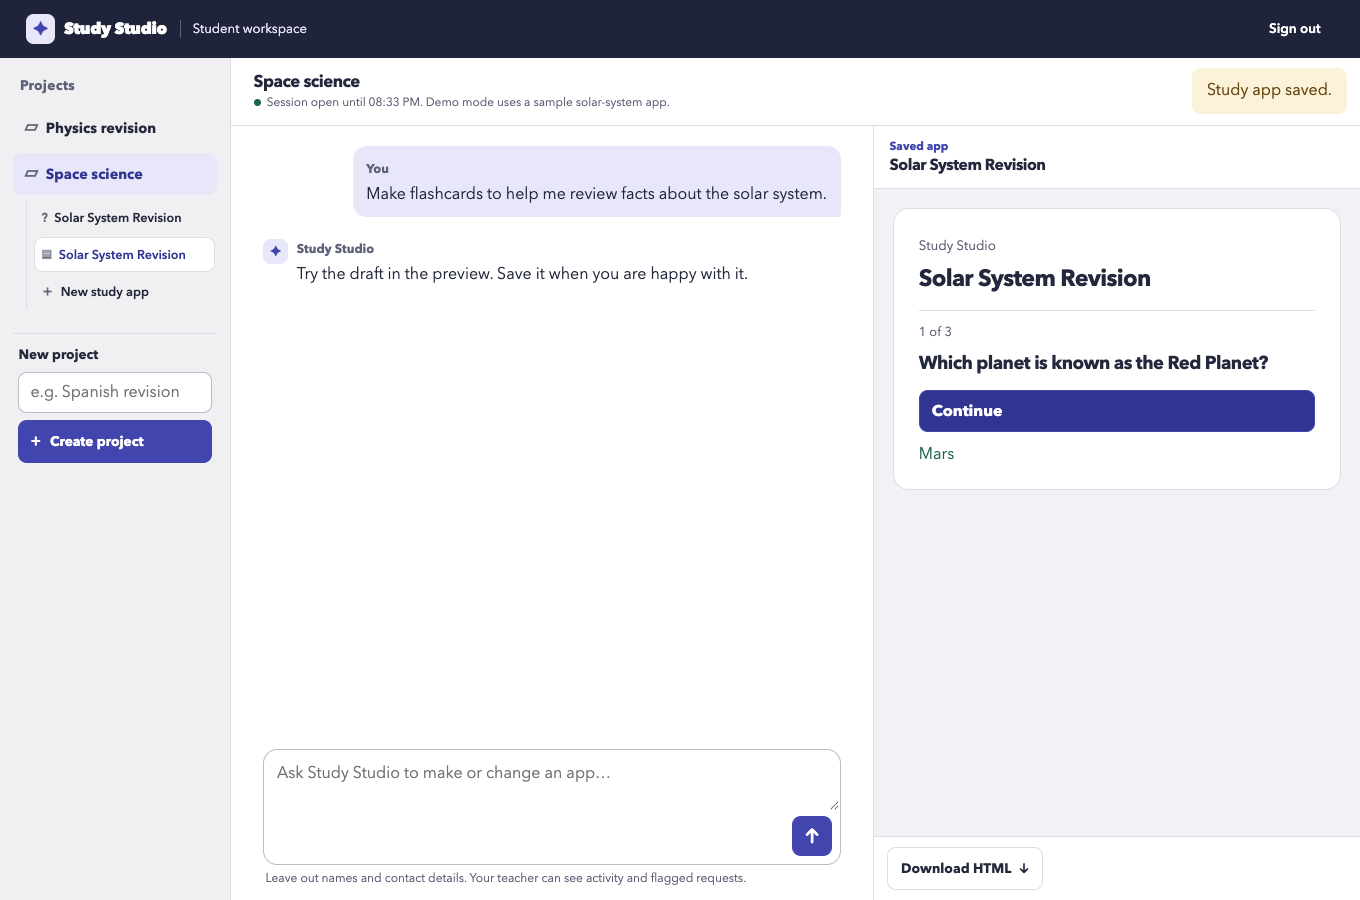 Study Studio
Student workspace
Sign out
Projects
Physics revision
Space science
? Solar System Revision
Solar System Revision
+ New study app
New project
e.g. Spanish revision
+ Create project
Space science
Session open until 08:33 PM. Demo mode uses a sample solar-system app.
Study app saved.
You
Make flashcards to help me review facts about the solar system.
Study Studio
Try the draft in the preview. Save it when you are happy with it.
Ask Study Studio to make or change an app…
Leave out names and contact details. Your teacher can see activity and flagged requests.
Saved app
Solar System Revision
Study Studio
Solar System Revision
1 of 3
Which planet is known as the Red Planet?
Continue
Mars
Download HTML ↓